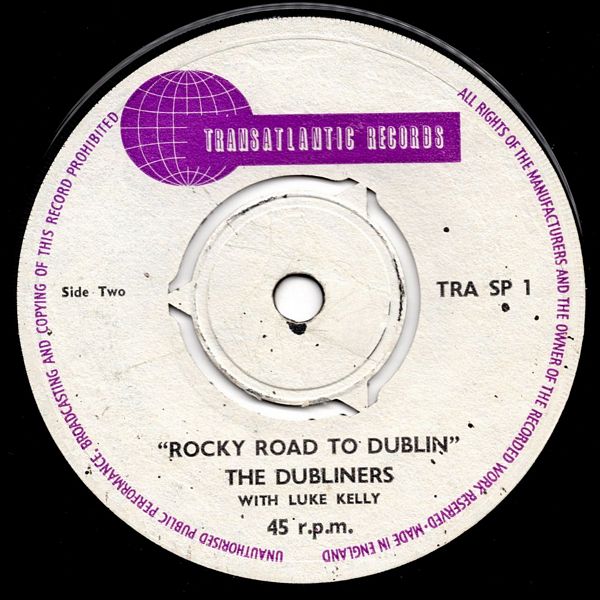 TRANSATLANTIC RECORDS
UNAUTHORISED PUBLIC PERFORMANCE, BROADCASTING AND COPYING OF THIS RECORD PROHIBITED
ALL RIGHTS OF THE MANUFACTURERS AND THE OWNER OF THE RECORDED WORK RESERVED·MADE IN ENGLAND
Side Two
TRA SP 1
"ROCKY ROAD TO DUBLIN"
THE DUBLINERS
WITH LUKE KELLY
45 r.p.m.